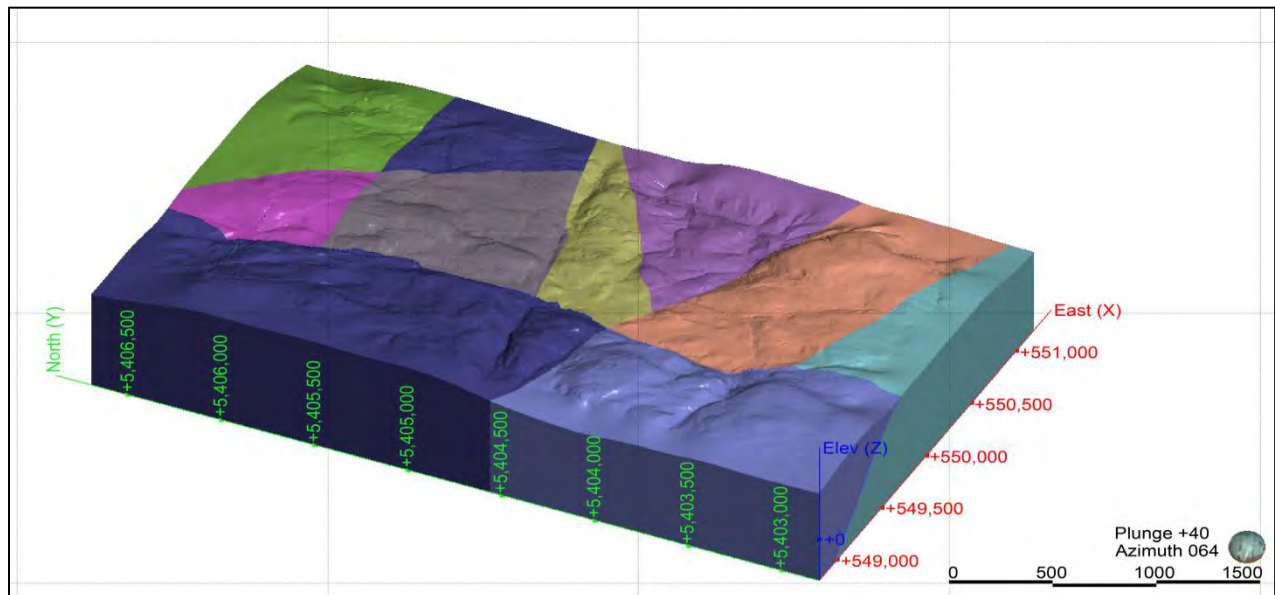 North (Y)
+5,406,500
+5,406,000
+5,405,500
+5,405,000
+5,404,500
+5,404,000
+5,403,500
+5,403,000
Elev (Z)
+0
East (X)
+551,000
+550,500
+550,000
+549,500
+549,000
Plunge +40
Azimuth 064
0 500 1000 1500